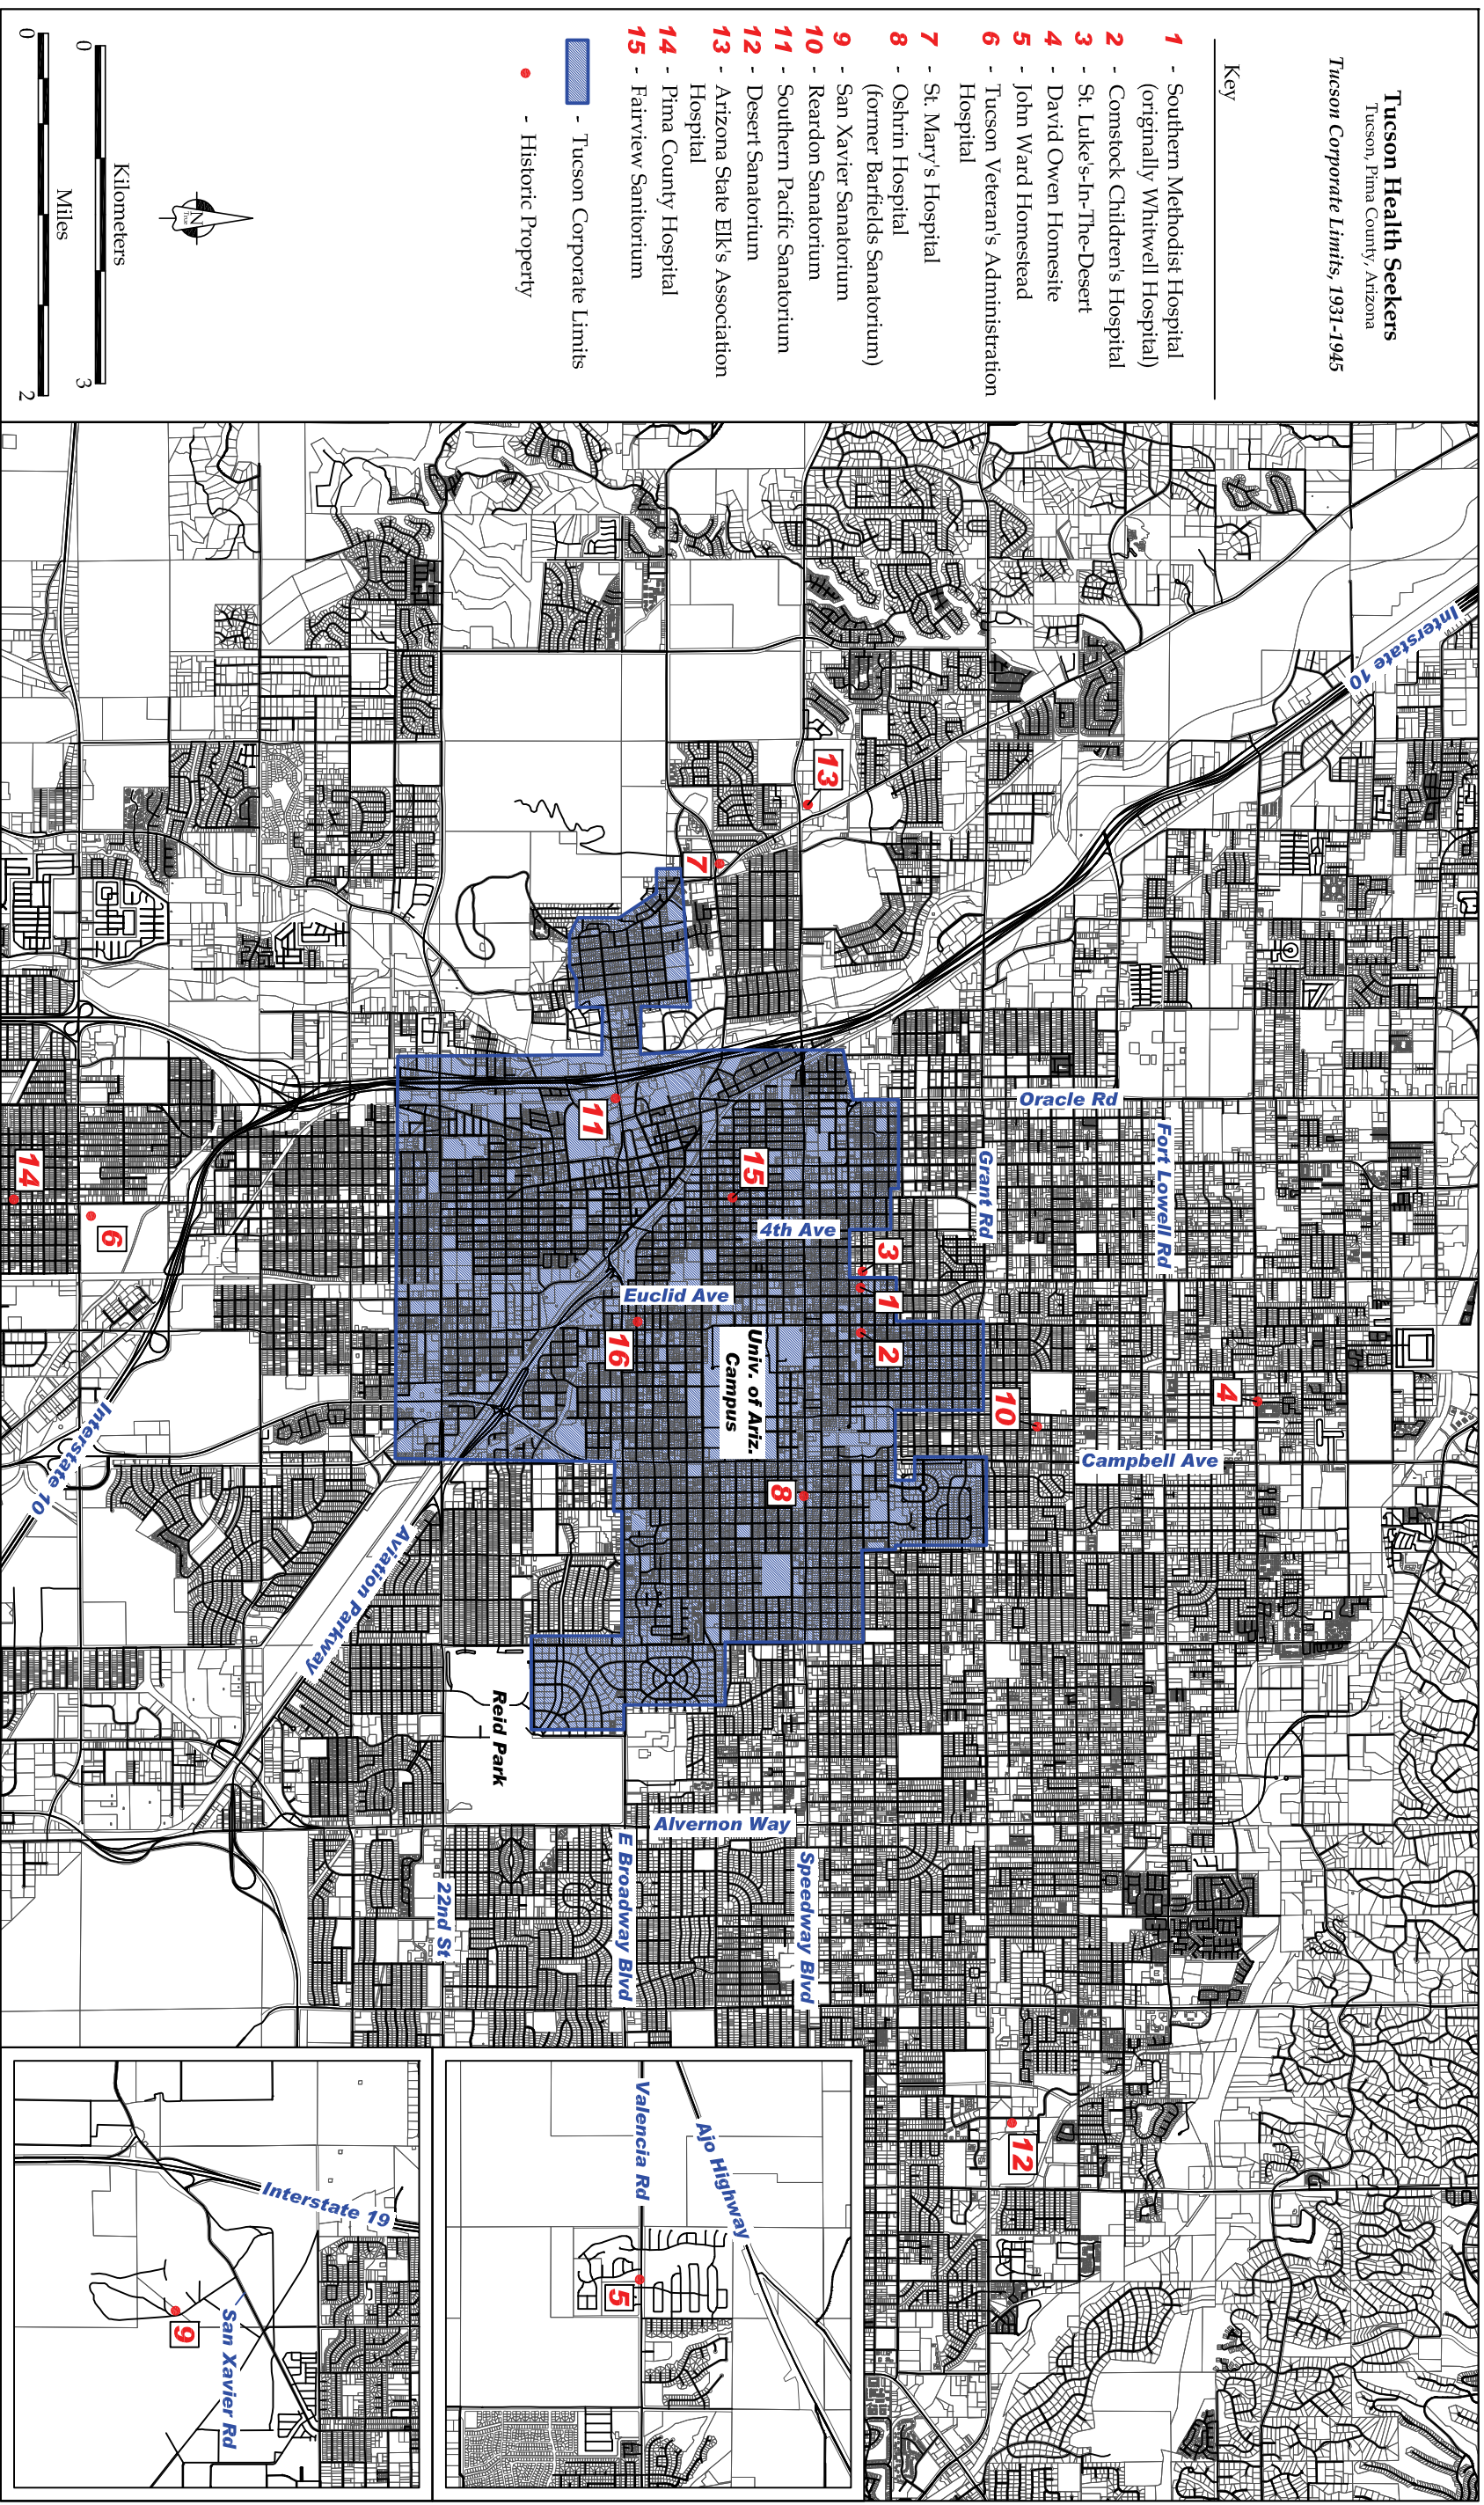 Tucson Health Seekers
Tucson, Pima County, Arizona
Tucson Corporate Limits, 1931-1945
Key
1 - Southern Methodist Hospital
(originally Whitwell Hospital)
2 - Comstock Children's Hospital
3 - St. Luke's-In-The-Desert
4 - David Owen Homesite
5 - John Ward Homestead
6 - Tucson Veteran's Administration
Hospital
7 - St. Mary's Hospital
8 - Oshrin Hospital
(former Barfields Sanatorium)
9 - San Xavier Sanatorium
10 - Reardon Sanatorium
11 - Southern Pacific Sanatorium
12 - Desert Sanatorium
13 - Arizona State Elk's Association
Hospital
14 - Pima County Hospital
15 - Fairview Sanitorium
- Tucson Corporate Limits
- Historic Property
N
True
0 3
Kilometers
Miles
0 2
Interstate 10
Oracle Rd
Fort Lowell Rd
Grant Rd
4
10
Campbell Ave
12
13
7
15
4th Ave
3
1
2
Euclid Ave
16
Univ. of Ariz.
Campus
8
11
Alvernon Way
Speedway Blvd
E Broadway Blvd
22nd St
Reid Park
Aviation Parkway
Interstate 10
14
6
Ajo Highway
Valencia Rd
5
Interstate 19
San Xavier Rd
9